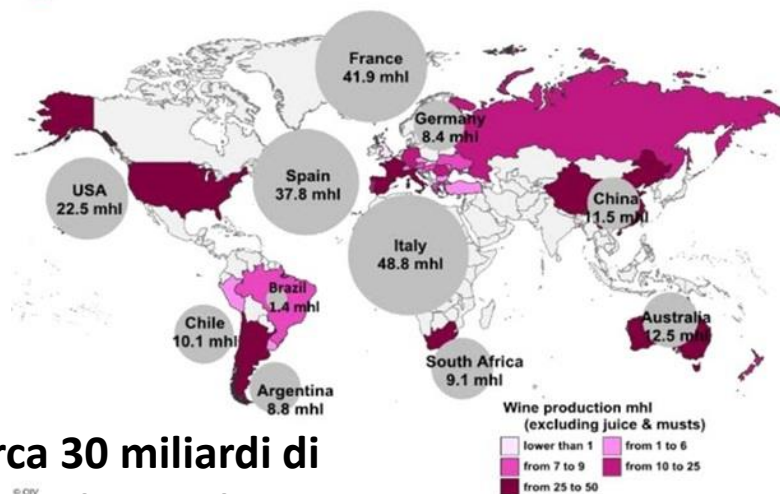 France
41.9 mhl
Germany
8.4 mhl
USA
22.5 mhl
Spain
37.8 mhl
China
11.5 mhl
Italy
48.8 mhl
Brazil
1.4 mhl
Chile
10.1 mhl
Australia
12.5 mhl
South Africa
9.1 mhl
Argentina
8.8 mhl
Wine production mhl
(excluding juice & musts)
lower than 1
from 1 to 6
from 7 to 9
from 10 to 25
from 25 to 50
30 miliardi di
© OIV